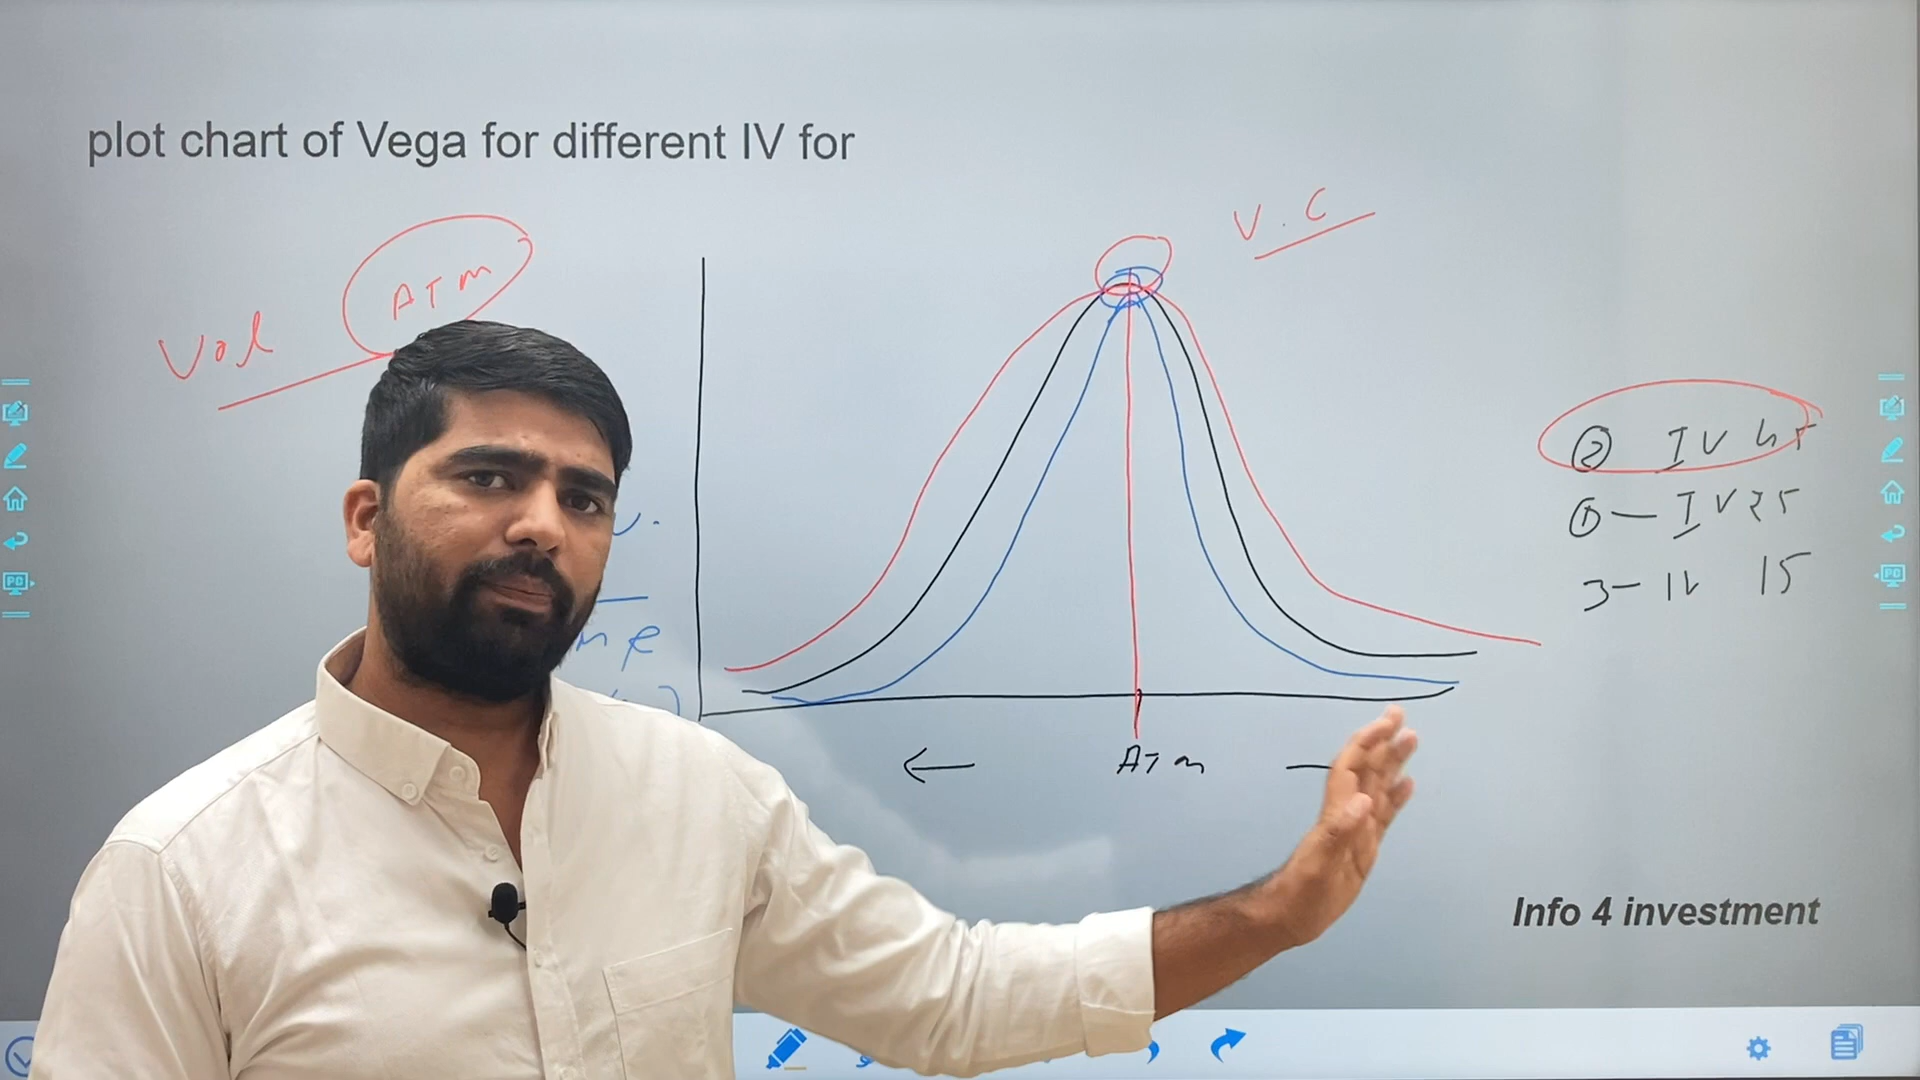 plot chart of Vega for different IV for
V.C
ATM
Vol
② IV 45
① — IV 25
3 — IV 15
ATM
Info 4 investment